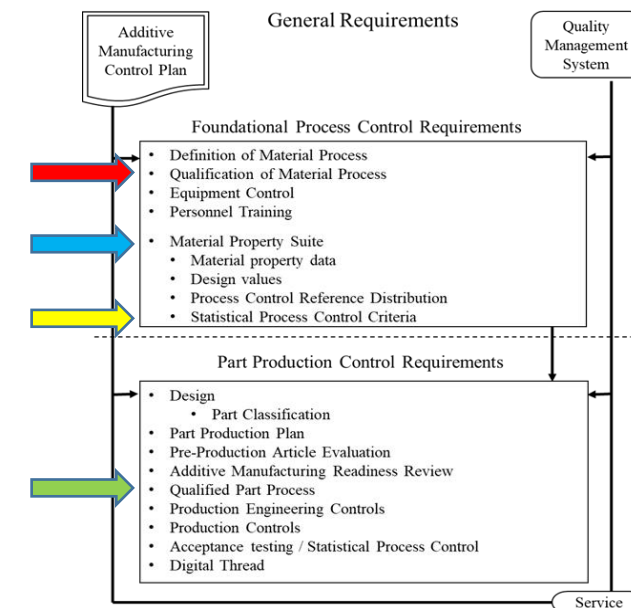 General Requirements
Additive
Manufacturing
Control Plan
Quality
Management
System
Foundational Process Control Requirements
• Definition of Material Process
• Qualification of Material Process
• Equipment Control
• Personnel Training
• Material Property Suite
• Material property data
• Design values
• Process Control Reference Distribution
• Statistical Process Control Criteria
Part Production Control Requirements
• Design
• Part Classification
• Part Production Plan
• Pre-Production Article Evaluation
• Additive Manufacturing Readiness Review
• Qualified Part Process
• Production Engineering Controls
• Production Controls
• Acceptance testing / Statistical Process Control
• Digital Thread
Service